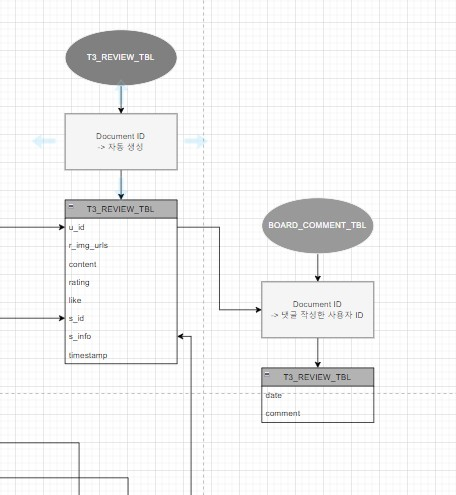 T3_REVIEW_TBL
Document ID
-> 자동 생성
T3_REVIEW_TBL
u_id
r_img_urls
content
rating
like
s_id
s_info
timestamp
BOARD_COMMENT_TBL
Document ID
-> 댓글 작성한 사용자 ID
T3_REVIEW_TBL
date
comment